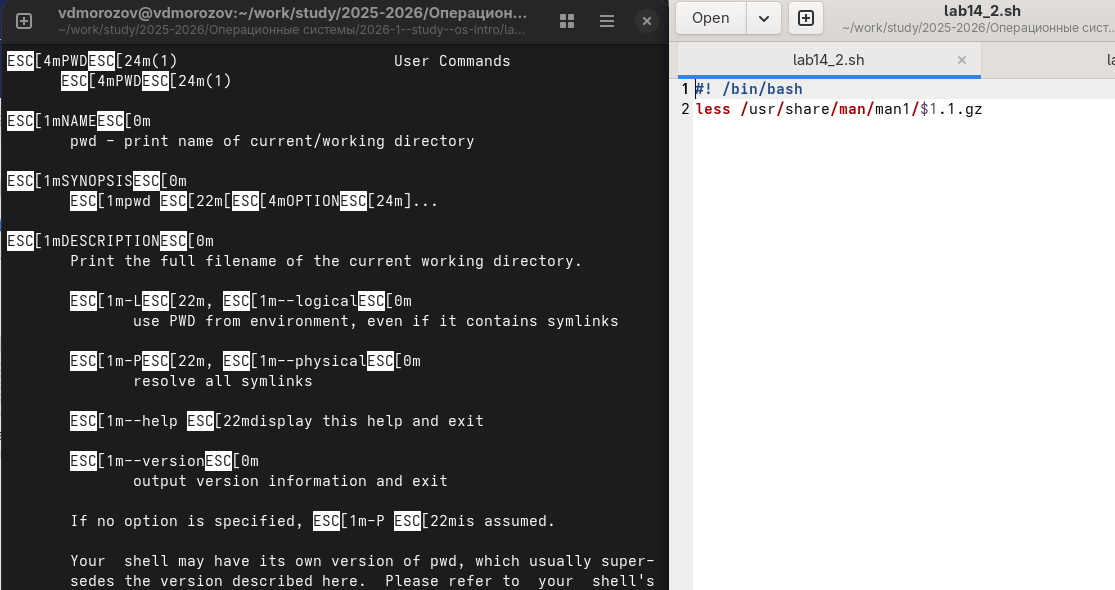 vdmorozov@vdmorozov:~/work/study/2025-2026/Операцион...
~/work/study/2025-2026/Операционные системы/2026-1--study--os-intro/la...
ESC[4mPWDESC[24m(1)                        User Commands
      ESC[4mPWDESC[24m(1)
ESC[1mNAMEESC[0m
       pwd - print name of current/working directory
ESC[1mSYNOPSISESC[0m
       ESC[1mpwd ESC[22m[ESC[4mOPTIONESC[24m]...
ESC[1mDESCRIPTIONESC[0m
       Print the full filename of the current working directory.
       ESC[1m-LESC[22m, ESC[1m--logicalESC[0m
              use PWD from environment, even if it contains symlinks
       ESC[1m-PESC[22m, ESC[1m--physicalESC[0m
              resolve all symlinks
       ESC[1m--help ESC[22mdisplay this help and exit
       ESC[1m--versionESC[0m
              output version information and exit
       If no option is specified, ESC[1m-P ESC[22mis assumed.
       Your  shell may have its own version of pwd, which usually super-
       sedes the version described here.  Please refer to  your  shell's
Open
lab14_2.sh
~/work/study/2025-2026/Операционные сист...
lab14_2.sh
1 #! /bin/bash
2 less /usr/share/man/man1/$1.1.gz